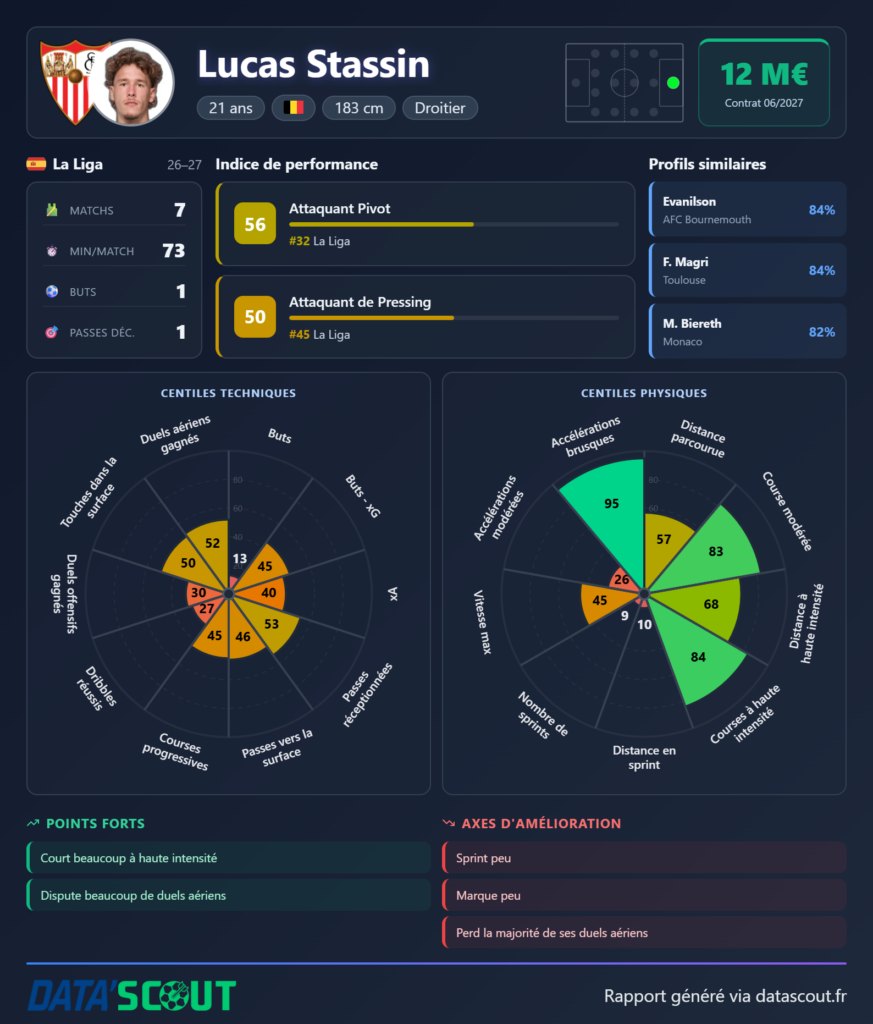 Lucas Stassin
21 ans
183 cm
Droitier
12 M€
Contrat 06/2027
La Liga
26–27
MATCHS
7
MIN/MATCH
73
BUTS
1
PASSES DÉC.
1
Indice de performance
56
Attaquant Pivot
#32 La Liga
50
Attaquant de Pressing
#45 La Liga
Profils similaires
Evanilson
AFC Bournemouth
84%
F. Magri
Toulouse
84%
M. Biereth
Monaco
82%
CENTILES TECHNIQUES
Buts
Buts - xG
xA
Passes
réceptionnées
Passes vers la
surface
Courses
progressives
Dribbles
réussis
Duels offensifs
gagnés
Touches dans la
surface
Duels aériens
gagnés
80
60
40
13
45
40
53
46
45
27
30
50
52
CENTILES PHYSIQUES
Distance
parcourue
Course modérée
Distance à
haute intensité
Courses à haute
intensité
Distance en
sprint
Nombre de
sprints
Vitesse max
Accélérations
modérées
Accélérations
brusques
80
60
57
83
68
84
10
9
45
26
95
POINTS FORTS
Court beaucoup à haute intensité
Dispute beaucoup de duels aériens
AXES D'AMÉLIORATION
Sprint peu
Marque peu
Perd la majorité de ses duels aériens
DATA'SCOUT
Rapport généré via datascout.fr